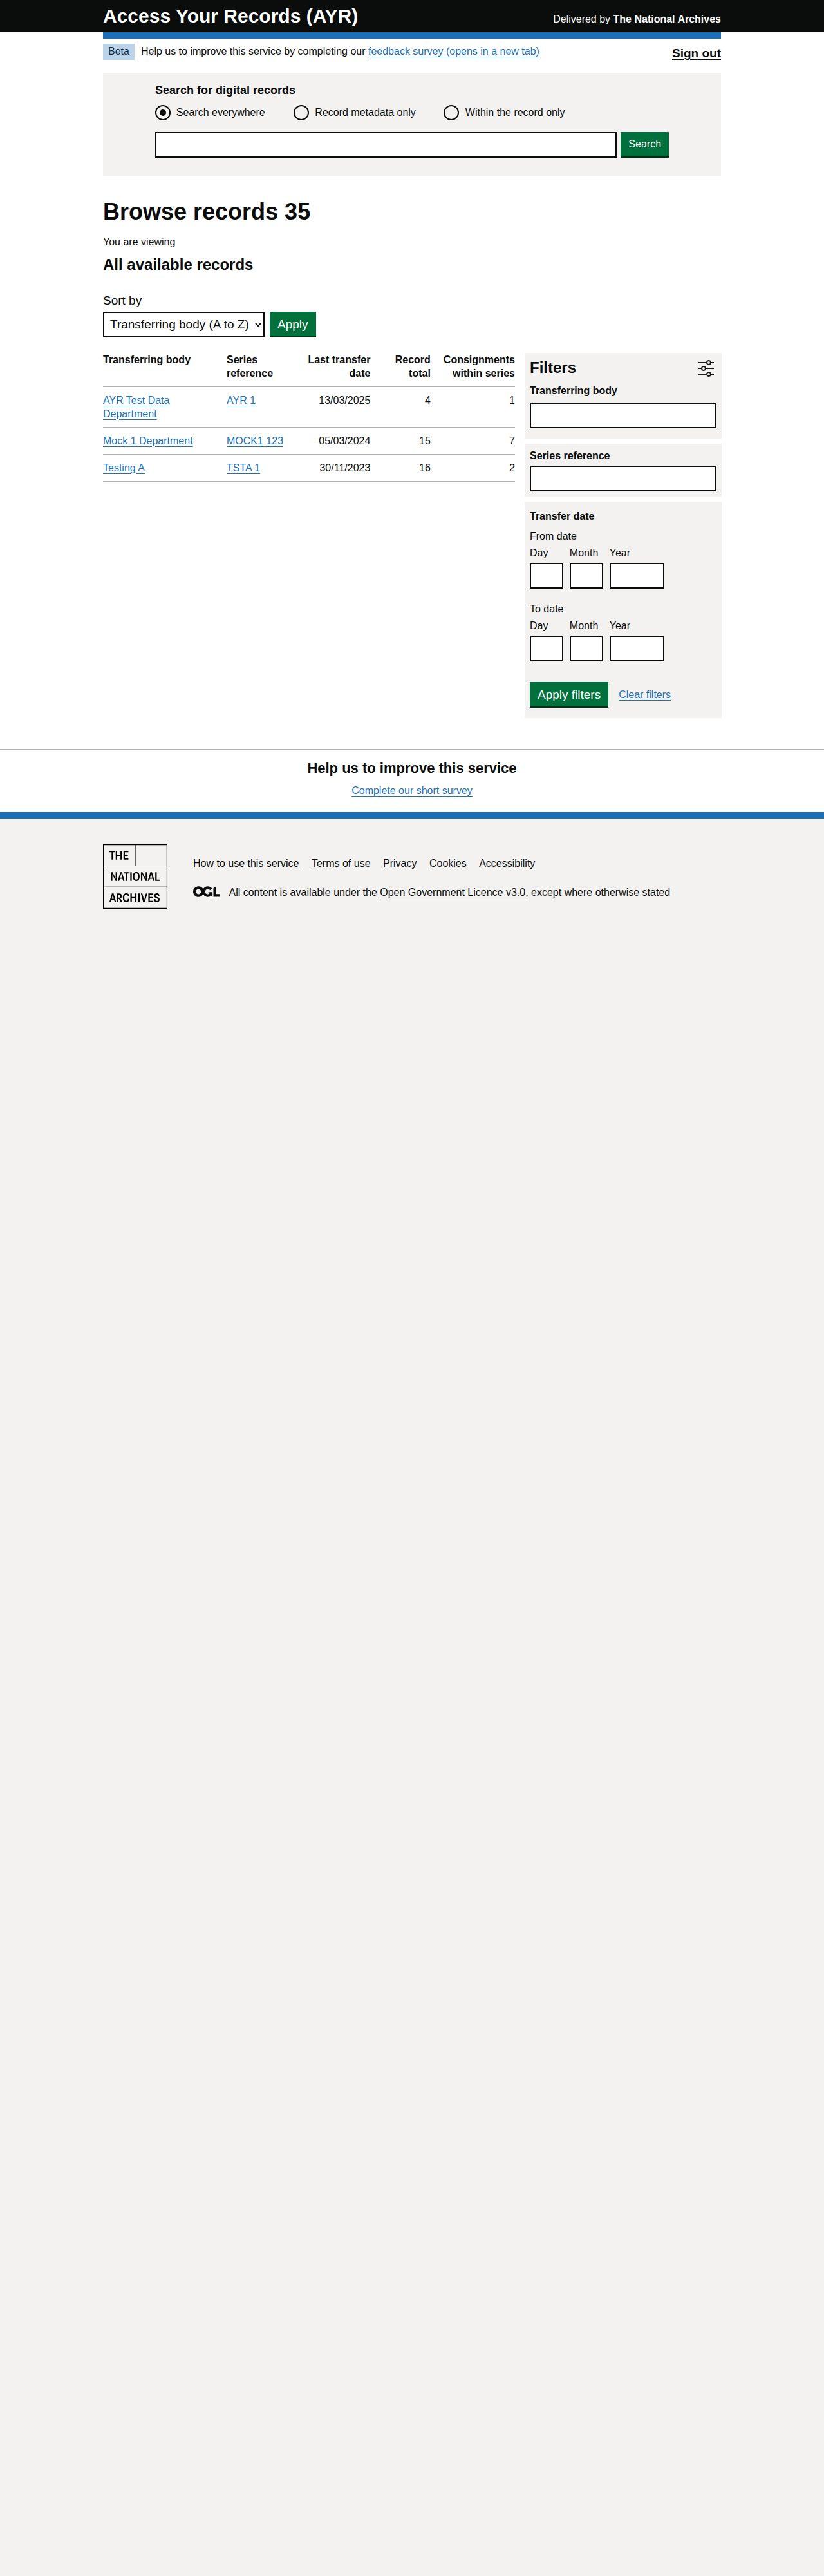 Access Your Records (AYR)
Delivered by The National Archives
Beta
Help us to improve this service by completing our feedback survey (opens in a new tab)
Sign out
Search for digital records
Search everywhere
Record metadata only
Within the record only
Search
Browse records 35
You are viewing
All available records
Sort by
Transferring body (A to Z)
Apply
Transferring body Series reference Last transfer date Record total Consignments within series
AYR Test Data Department AYR 1 13/03/2025 4 1
Mock 1 Department MOCK1 123 05/03/2024 15 7
Testing A TSTA 1 30/11/2023 16 2
Filters
Transferring body
Series reference
Transfer date
From date
Day Month Year
To date
Day Month Year
Apply filters
Clear filters
Help us to improve this service
Complete our short survey
THE
NATIONAL
ARCHIVES
How to use this service Terms of use Privacy Cookies Accessibility
OGL All content is available under the Open Government Licence v3.0, except where otherwise stated